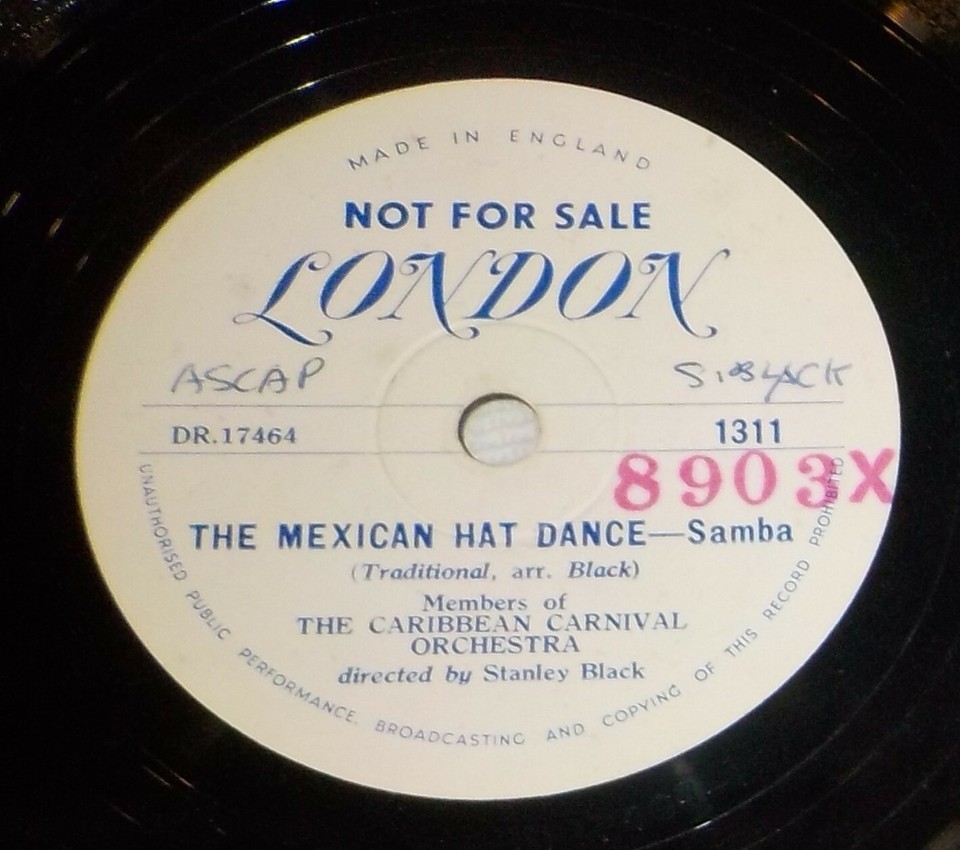 MADE IN ENGLAND
NOT FOR SALE
LONDON
ASCAP S. BLACK
DR.17464 1311
8903X
THE MEXICAN HAT DANCE—Samba
(Traditional, arr. Black)
Members of
THE CARIBBEAN CARNIVAL
ORCHESTRA
directed by Stanley Black
UNAUTHORISED PUBLIC PERFORMANCE, BROADCASTING AND COPYING OF THIS RECORD PROHIBITED